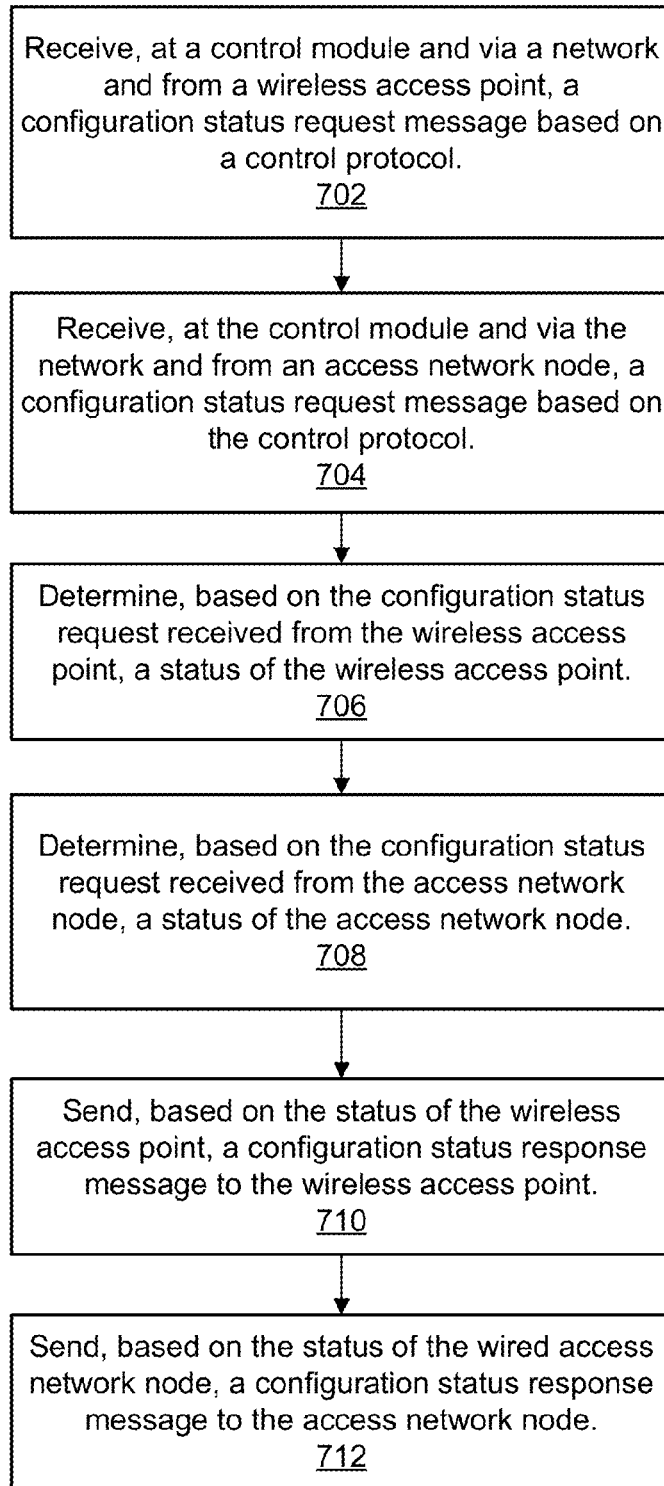 Receive, at a control module and via a network
and from a wireless access point, a
configuration status request message based on
a control protocol.
702
Receive, at the control module and via the
network and from an access network node, a
configuration status request message based on
the control protocol.
704
Determine, based on the configuration status
request received from the wireless access
point, a status of the wireless access point.
706
Determine, based on the configuration status
request received from the access network
node, a status of the access network node.
708
Send, based on the status of the wireless
access point, a configuration status response
message to the wireless access point.
710
Send, based on the status of the wired access
network node, a configuration status response
message to the access network node.
712